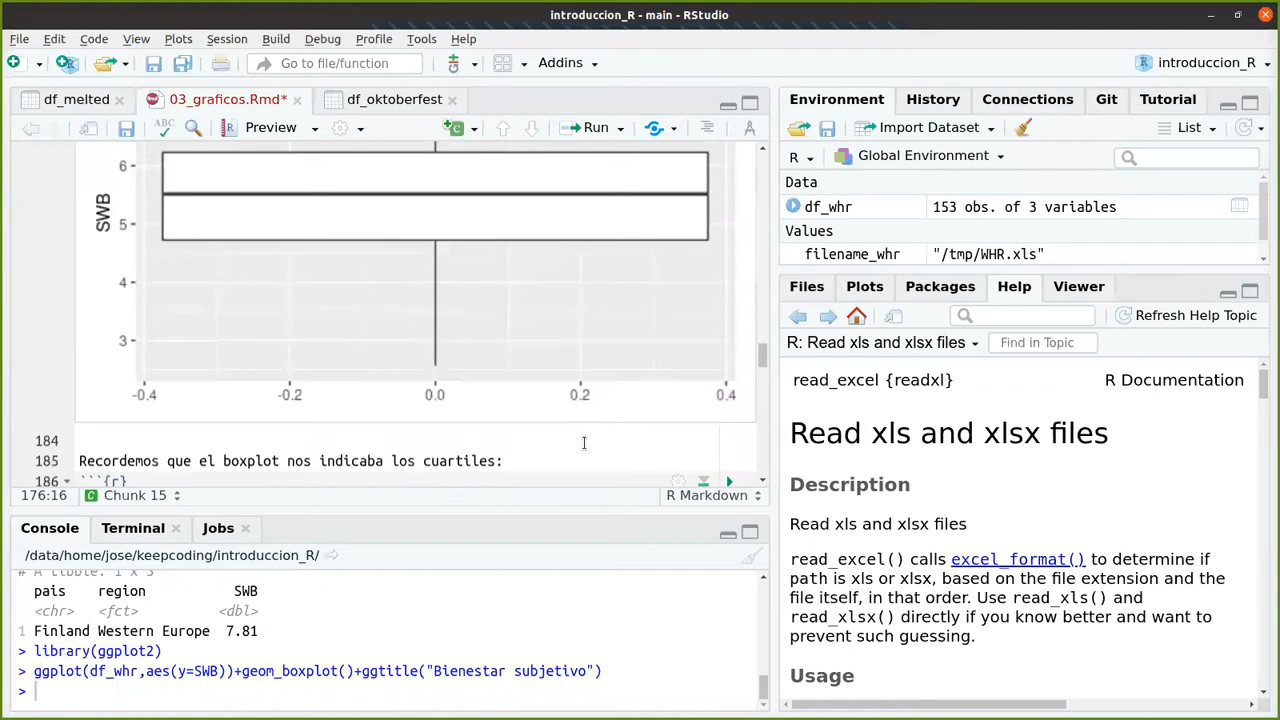 introduccion_R - main - RStudio
File Edit Code View Plots Session Build Debug Profile Tools Help
Go to file/function
Addins
introduccion_R
df_melted
03_graficos.Rmd*
df_oktoberfest
ABC
Preview
Run
6
5
4
3
SWB
-0.4 -0.2 0.0 0.2 0.4
184
185 Recordemos que el boxplot nos indicaba los cuartiles:
186 ```{r}
176:16 Chunk 15 R Markdown
Console Terminal Jobs
/data/home/jose/keepcoding/introduccion_R/
# A tibble: 1 x 3
pais region SWB
<chr> <fct> <dbl>
1 Finland Western Europe 7.81
> library(ggplot2)
> ggplot(df_whr,aes(y=SWB))+geom_boxplot()+ggtitle("Bienestar subjetivo")
>
Environment History Connections Git Tutorial
Import Dataset List
R Global Environment
Data
df_whr 153 obs. of 3 variables
Values
filename_whr "/tmp/WHR.xls"
Files Plots Packages Help Viewer
Refresh Help Topic
R: Read xls and xlsx files Find in Topic
read_excel {readxl} R Documentation
Read xls and xlsx files
Description
Read xls and xlsx files
read_excel() calls excel_format() to determine if
path is xls or xlsx, based on the file extension and the
file itself, in that order. Use read_xls() and
read_xlsx() directly if you know better and want to
prevent such guessing.
Usage